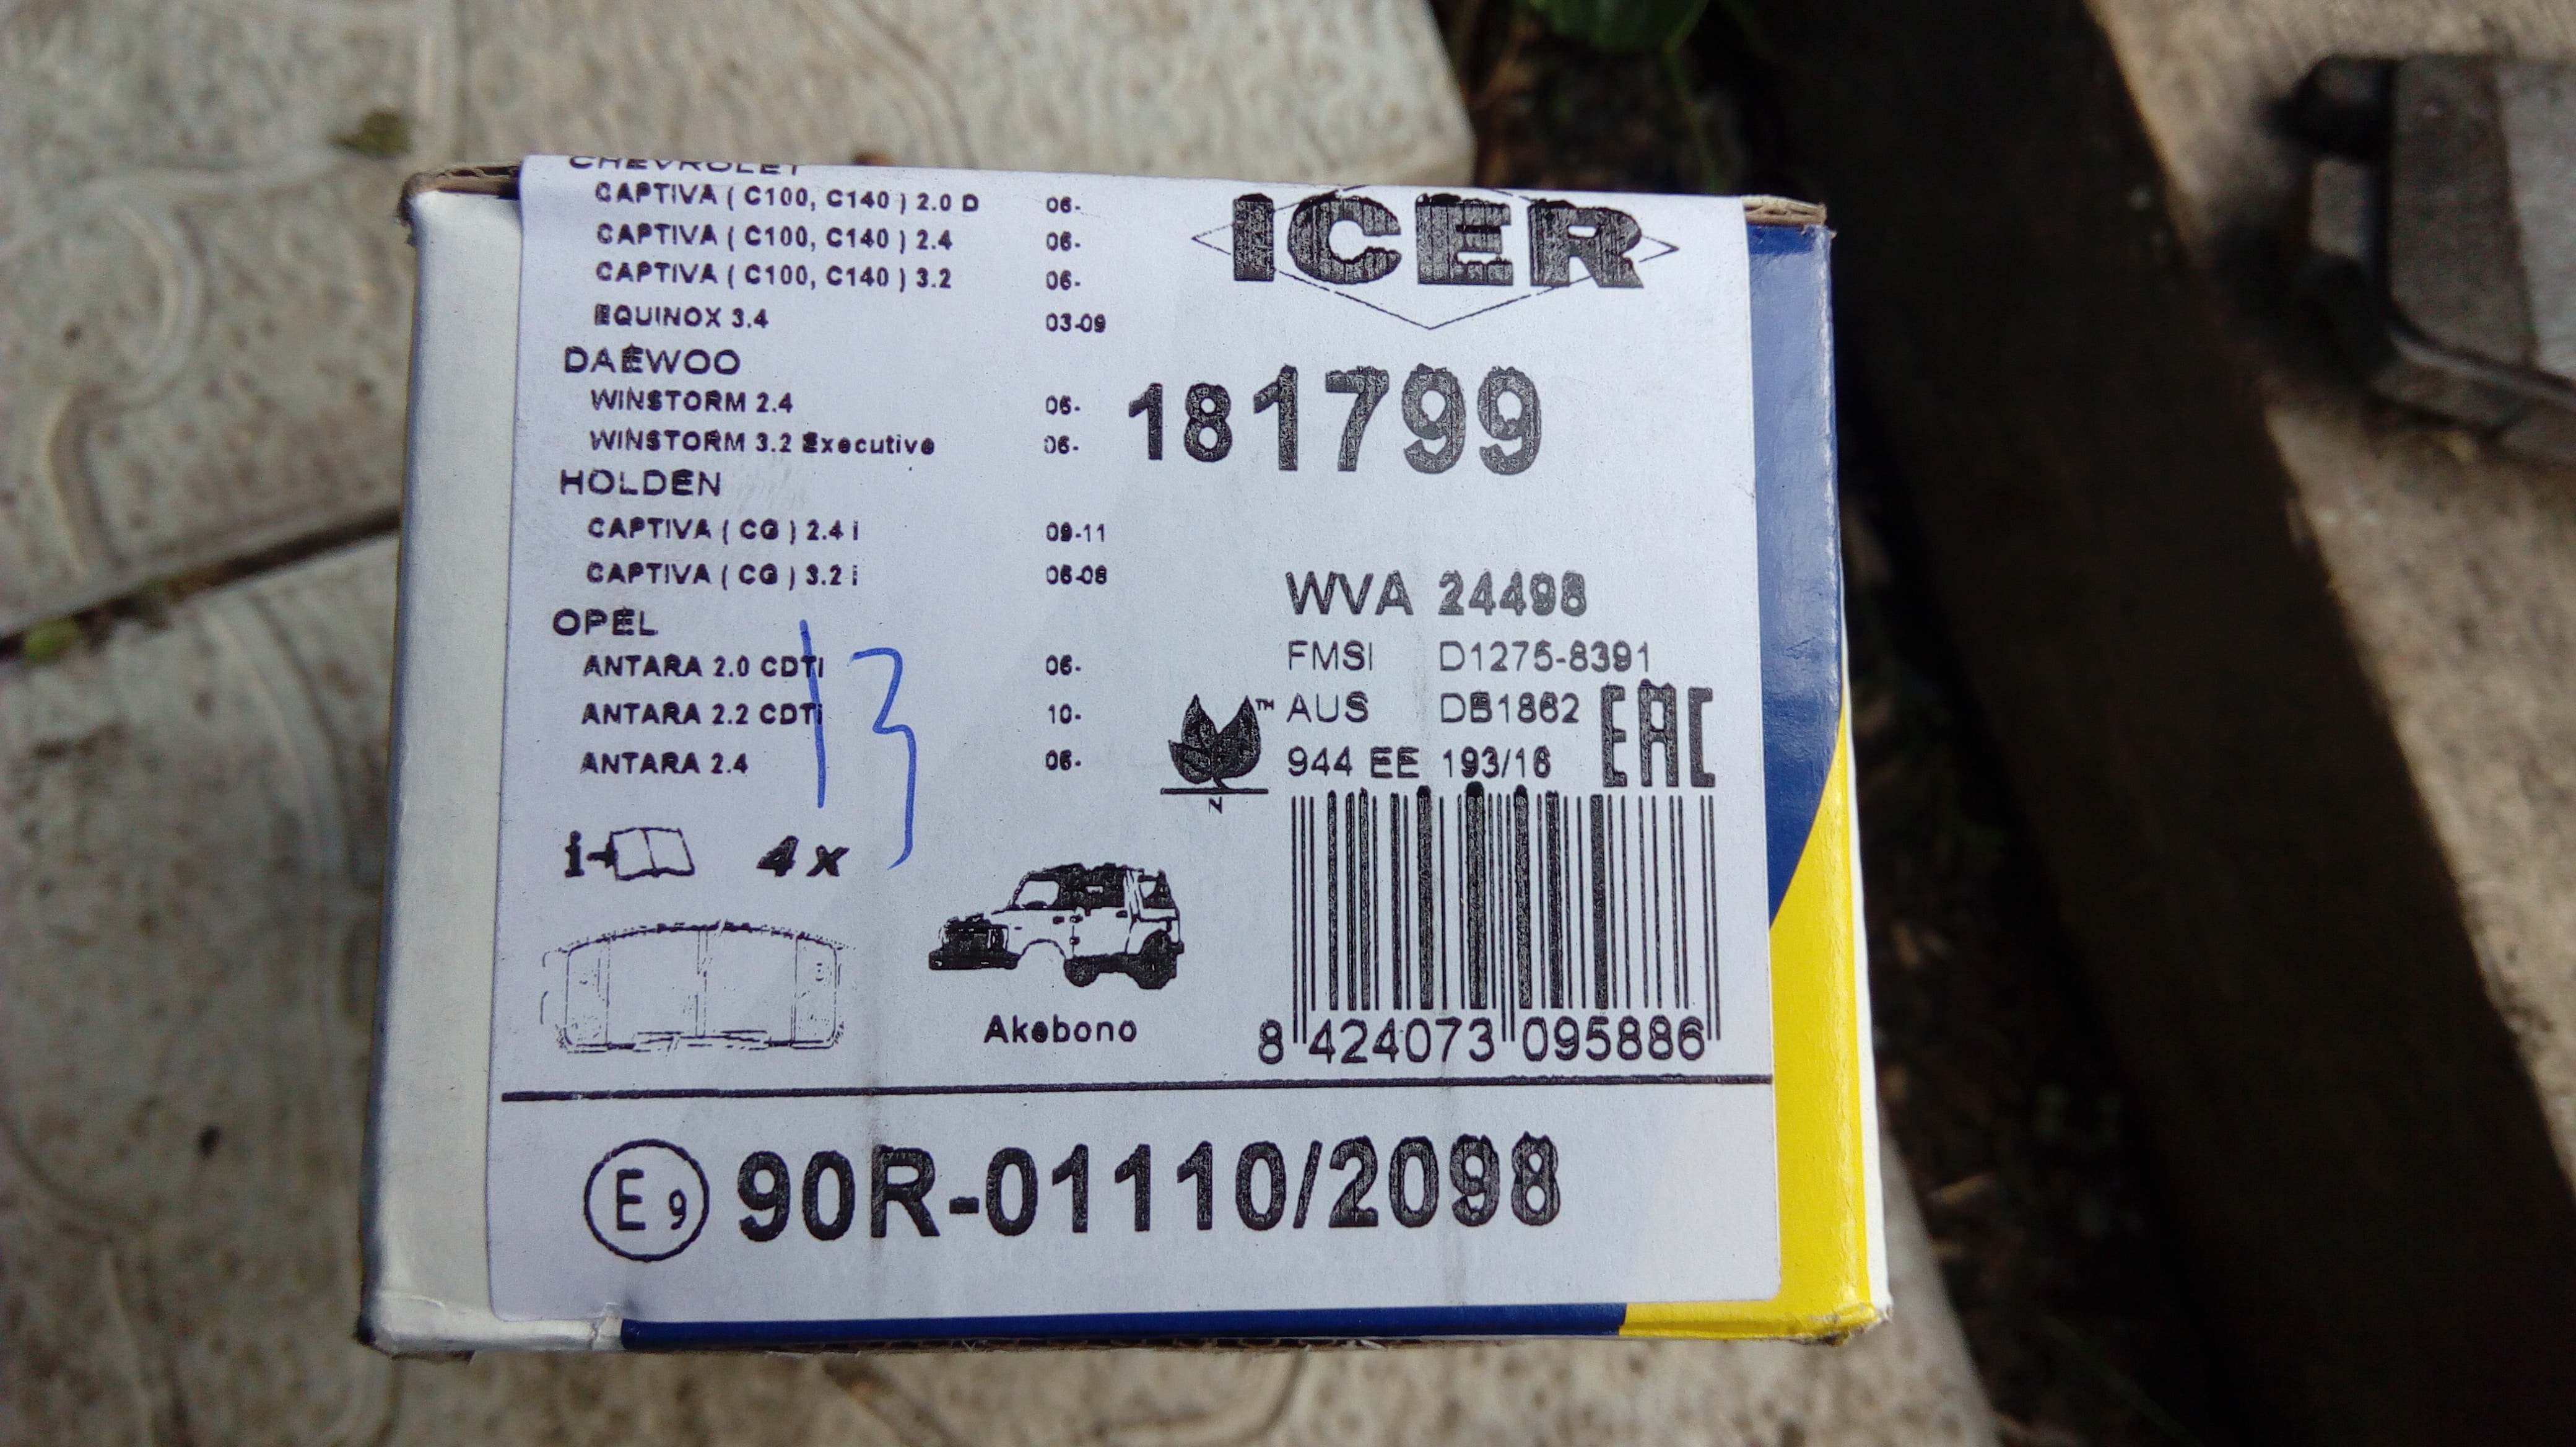 CHEVROLET
CAPTIVA ( C100, C140 ) 2.0 D 06-
CAPTIVA ( C100, C140 ) 2.4 06-
CAPTIVA ( C100, C140 ) 3.2 06-
EQUINOX 3.4 03-09
DAEWOO
WINSTORM 2.4 06-
WINSTORM 3.2 Executive 06-
HOLDEN
CAPTIVA ( CG ) 2.4 i 09-11
CAPTIVA ( CG ) 3.2 i 06-08
OPEL
ANTARA 2.0 CDTi 06-
ANTARA 2.2 CDTi 10-
ANTARA 2.4 06-
13
i
4 x
Akebono
ICER
181799
WVA 24498
FMSI D1275-8391
AUS DB1862
944 EE 193/16
EAC
TM
N
8 424073 095886
E9 90R-01110/2098